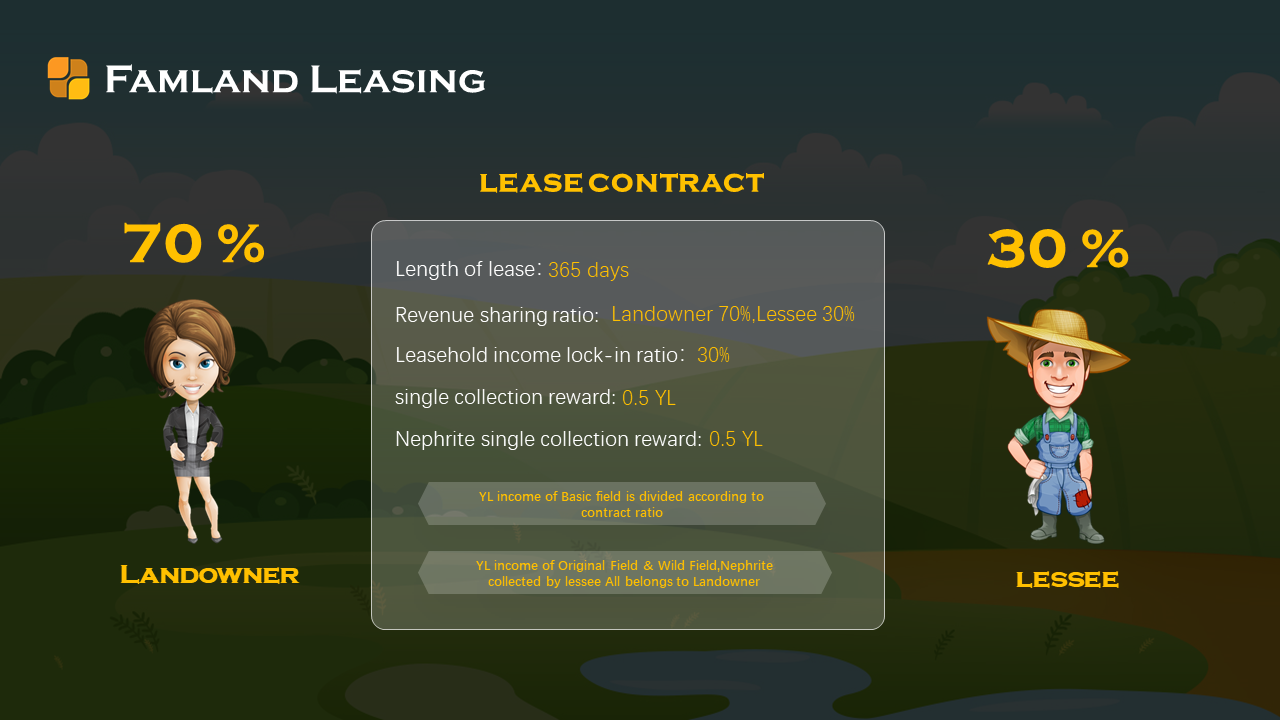 Famland Leasing
LEASE CONTRACT
70 %
30 %
Length of lease: 365 days
Revenue sharing ratio: Landowner 70%,Lessee 30%
Leasehold income lock-in ratio: 30%
single collection reward: 0.5 YL
Nephrite single collection reward: 0.5 YL
YL income of Basic field is divided according to
contract ratio
YL income of Original Field & Wild Field,Nephrite
collected by lessee All belongs to Landowner
Landowner
LESSEE